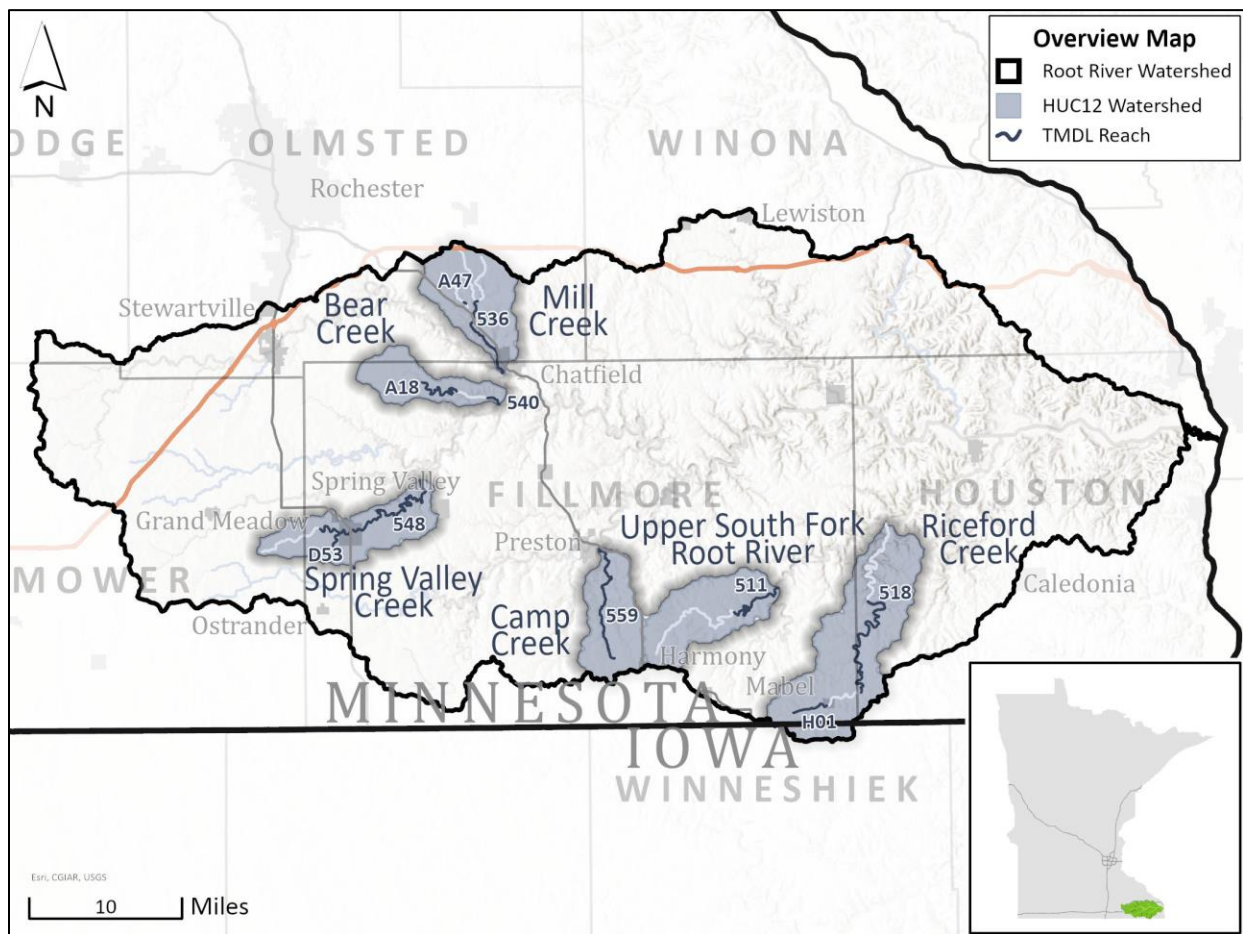 Overview Map
Root River Watershed
HUC12 Watershed
TMDL Reach
N
ODGE
OLMSTED
WINONA
Rochester
Lewiston
Stewartville
Bear
Creek
A47
536
Mill
Creek
Chatfield
A18
540
Spring Valley
Grand Meadow
548
D53
FILLMORE
HOUSTON
Preston
Upper South Fork
Root River
Riceford
Creek
MOWER
Spring Valley
Creek
Ostrander
Camp
Creek
559
511
518
Caledonia
Harmony
Mabel
H01
MINNESOTA
IOWA
WINNESHIEK
Esri, CGIAR, USGS
10 Miles